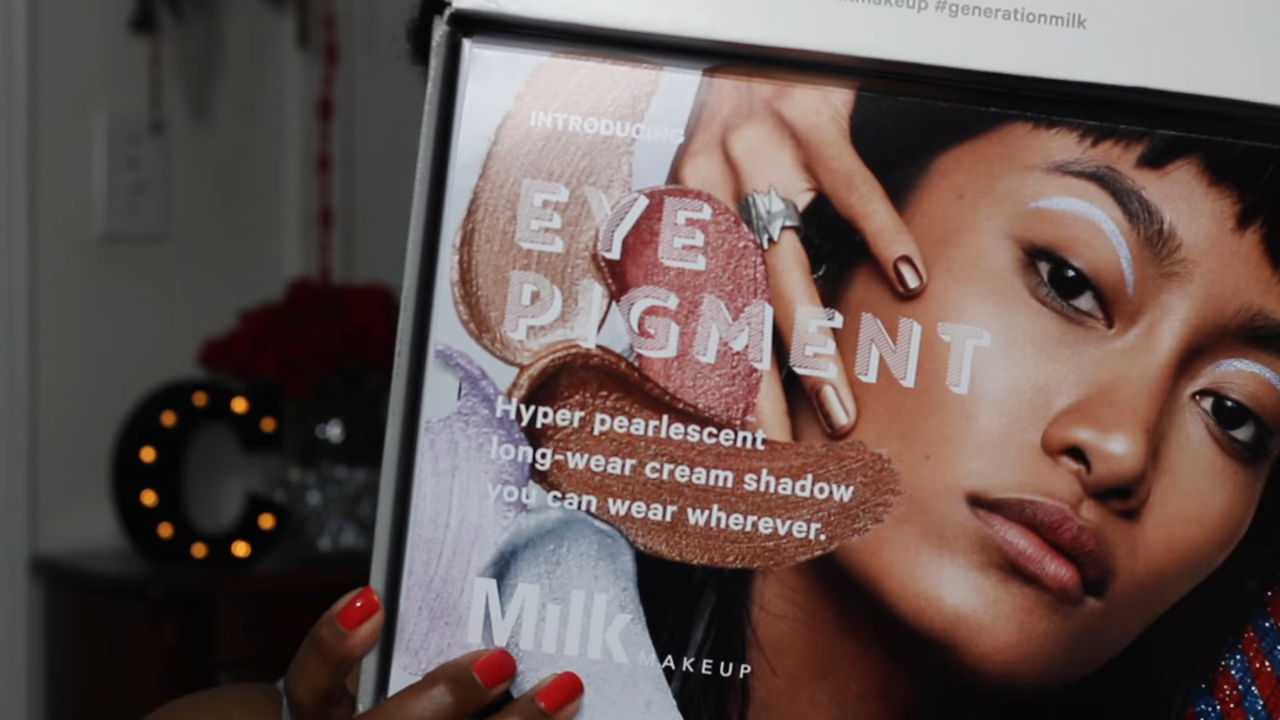 #generationmilk
INTRODUCING
EYE
PIGMENT
Hyper pearlescent
long-wear cream shadow
you can wear wherever.
Milk MAKEUP
C